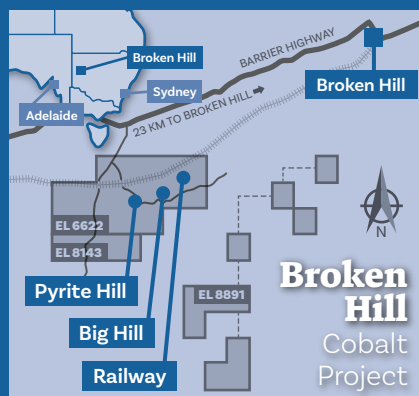 Broken Hill
Sydney
Adelaide
BARRIER HIGHWAY
Broken Hill
23 KM TO BROKEN HILL
EL 6622
EL 8143
EL 8891
N
Pyrite Hill
Big Hill
Railway
Broken
Hill
Cobalt
Project